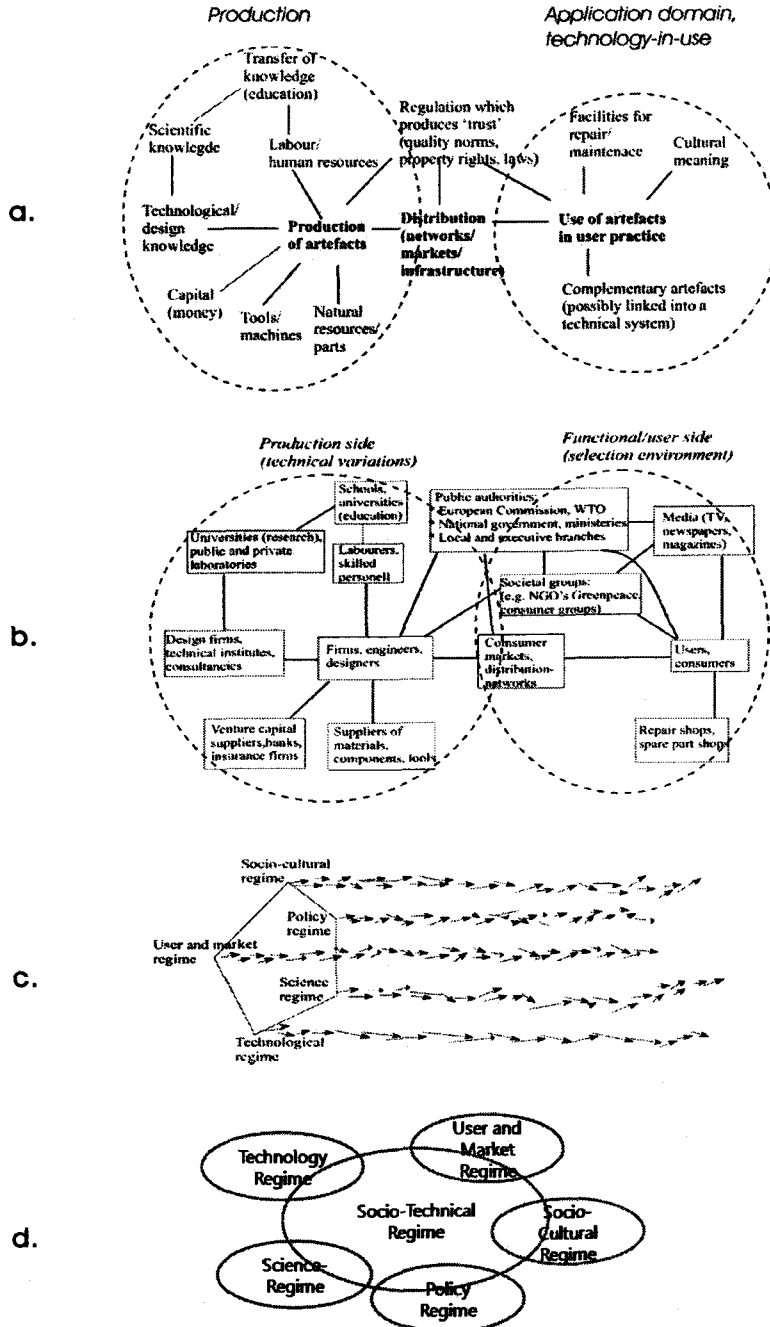 Production
Application domain,
technology-in-use
Transfer of
knowledge
(education)
Scientific
knowlegde
Labour/
human resources
Regulation which
produces 'trust'
(quality norms,
property rights, laws)
Facilities for
repair/
maintenace
Cultural
meaning
a.
Technological/
design
knowledge
Production
of artefacts
Distribution
(networks/
markets/
infrastructure)
Use of artefacts
in user practice
Capital
(money)
Tools/
machines
Natural
resources/
parts
Complementary artefacts
(possibly linked into a
technical system)
Production side
(technical variations)
Functional/user side
(selection environment)
Schools,
universities
(education)
Public authorities,
European Commission, WTO
National government, ministeries
Local and executive branches
Media (TV,
newspapers,
magazines)
Universities (research),
public and private
laboratories
Labourers,
skilled
personell
Societal groups:
(e.g. NGO's Greenpeace,
consumer groups)
b.
Design firms,
technical institutes,
consultancies
Firms, engineers,
designers
Comsumer
markets,
distribution-
networks
Users,
consumers
Venture capital
suppliers,banks,
insurance firms
Suppliers of
materials,
components, tools
Repair shops,
spare part shops
Socio-cultural
regime
Policy
regime
User and market
regime
c.
Science
regime
Technological
regime
Technology
Regime
User and
Market
Regime
Socio-Technical
Regime
Socio-
Cultural
Regime
d.
Science-
Regime
Policy
Regime